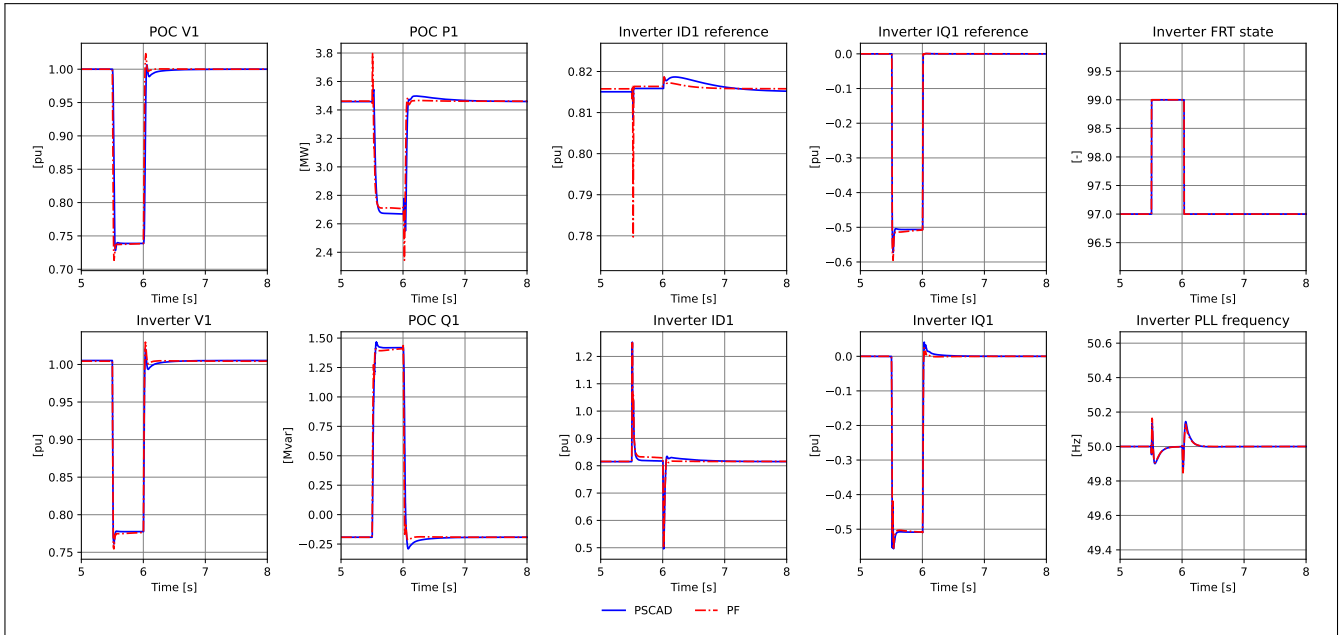 POC V1
POC P1
Inverter ID1 reference
Inverter IQ1 reference
Inverter FRT state
[pu]
1.00
0.95
0.90
0.85
0.80
0.75
0.70
5 6 7 8
Time [s]
[MW]
3.8
3.6
3.4
3.2
3.0
2.8
2.6
2.4
5 6 7 8
Time [s]
[pu]
0.82
0.81
0.80
0.79
0.78
5 6 7 8
Time [s]
[pu]
0.0
−0.1
−0.2
−0.3
−0.4
−0.5
−0.6
5 6 7 8
Time [s]
[-]
99.5
99.0
98.5
98.0
97.5
97.0
96.5
5 6 7 8
Time [s]
Inverter V1
POC Q1
Inverter ID1
Inverter IQ1
Inverter PLL frequency
[pu]
1.00
0.95
0.90
0.85
0.80
0.75
5 6 7 8
Time [s]
[Mvar]
1.50
1.25
1.00
0.75
0.50
0.25
0.00
−0.25
5 6 7 8
Time [s]
[pu]
1.2
1.1
1.0
0.9
0.8
0.7
0.6
0.5
5 6 7 8
Time [s]
[pu]
0.0
−0.1
−0.2
−0.3
−0.4
−0.5
5 6 7 8
Time [s]
[Hz]
50.6
50.4
50.2
50.0
49.8
49.6
49.4
5 6 7 8
Time [s]
PSCAD PF